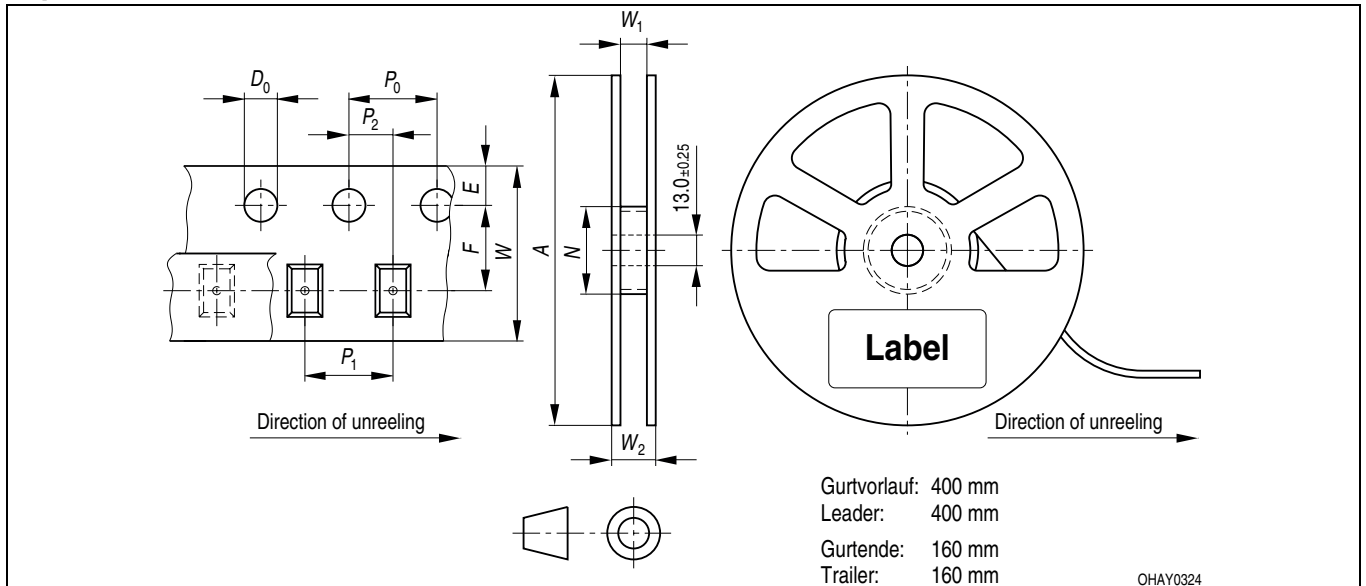 W1
D0
P0
P2
E
F
W
A
N
13.0±0.25
P1
W2
Label
Direction of unreeling
Direction of unreeling
Gurtvorlauf: 400 mm
Leader: 400 mm
Gurtende: 160 mm
Trailer: 160 mm
OHAY0324